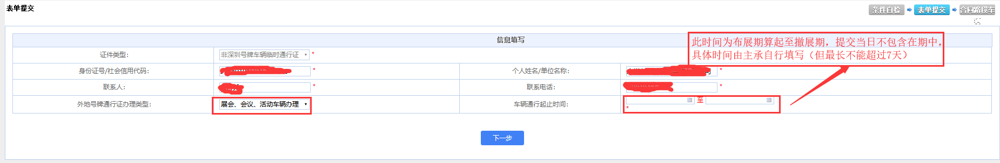 表单提交
条件自检 表单提交 合同路段车
信息填写
此时间为布展期算起至撤展期，提交当日不包含在期中，
具体时间由主承自行填写（但最长不能超过7天）
证件类型： 非深圳号牌车辆临时通行证 *
身份证号/社会信用代码： * 个人姓名/单位名称： *
联系人： * 联系电话： *
外地号牌通行证办理类型： 展会、会议、活动车辆办理 车辆通行起止时间： 至
*
下一步